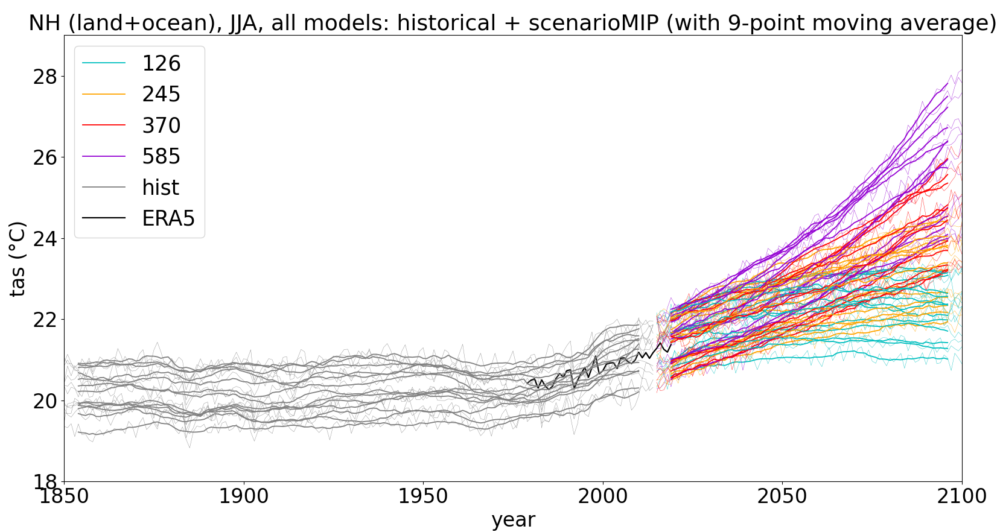 NH (land+ocean), JJA, all models: historical + scenarioMIP (with 9-point moving average)
126
245
370
585
hist
ERA5
28
26
24
22
20
18
tas (°C)
1850 1900 1950 2000 2050 2100
year